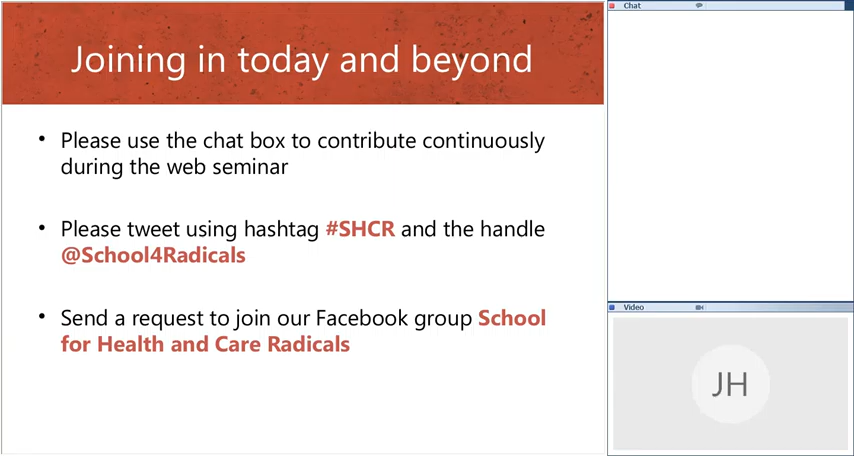 Joining in today and beyond
• Please use the chat box to contribute continuously
during the web seminar
• Please tweet using hashtag #SHCR and the handle
@School4Radicals
• Send a request to join our Facebook group School
for Health and Care Radicals
Chat
Video
JH